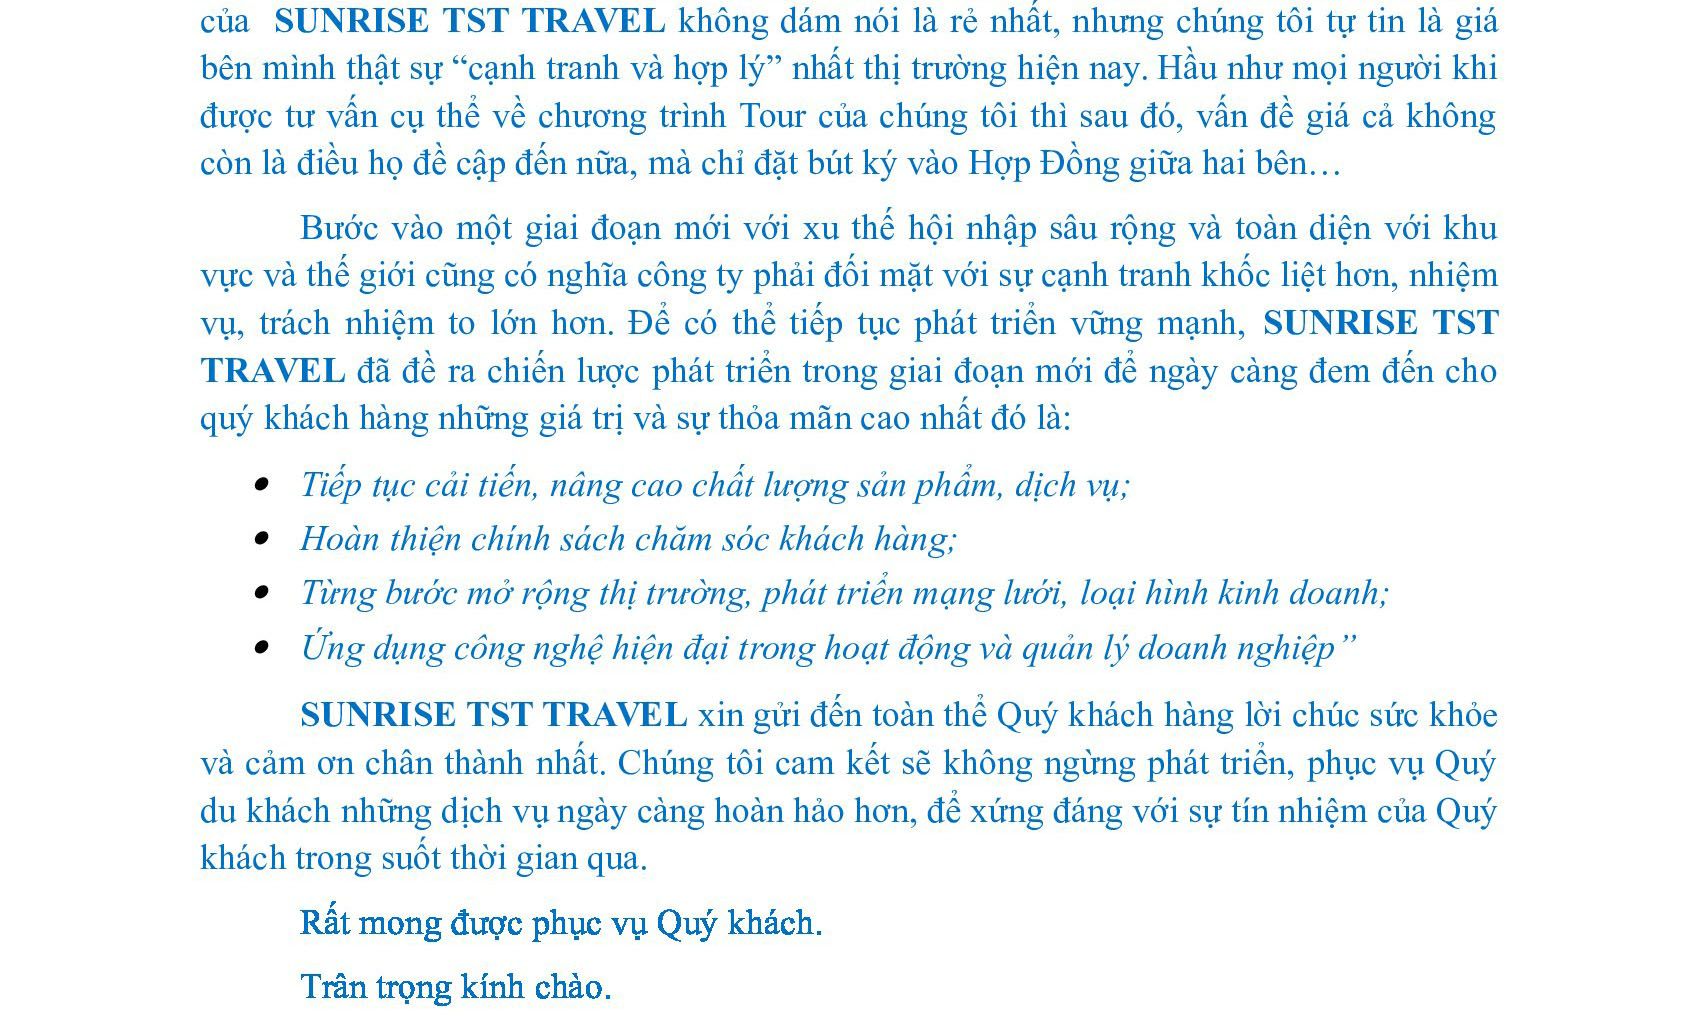 của SUNRISE TST TRAVEL không dám nói là rẻ nhất, nhưng chúng tôi tự tin là giá
bên mình thật sự “cạnh tranh và hợp lý” nhất thị trường hiện nay. Hầu như mọi người khi
được tư vấn cụ thể về chương trình Tour của chúng tôi thì sau đó, vấn đề giá cả không
còn là điều họ đề cập đến nữa, mà chỉ đặt bút ký vào Hợp Đồng giữa hai bên…
Bước vào một giai đoạn mới với xu thế hội nhập sâu rộng và toàn diện với khu
vực và thế giới cũng có nghĩa công ty phải đối mặt với sự cạnh tranh khốc liệt hơn, nhiệm
vụ, trách nhiệm to lớn hơn. Để có thể tiếp tục phát triển vững mạnh, SUNRISE TST
TRAVEL đã đề ra chiến lược phát triển trong giai đoạn mới để ngày càng đem đến cho
quý khách hàng những giá trị và sự thỏa mãn cao nhất đó là:
• Tiếp tục cải tiến, nâng cao chất lượng sản phẩm, dịch vụ;
• Hoàn thiện chính sách chăm sóc khách hàng;
• Từng bước mở rộng thị trường, phát triển mạng lưới, loại hình kinh doanh;
• Ứng dụng công nghệ hiện đại trong hoạt động và quản lý doanh nghiệp”
SUNRISE TST TRAVEL xin gửi đến toàn thể Quý khách hàng lời chúc sức khỏe
và cảm ơn chân thành nhất. Chúng tôi cam kết sẽ không ngừng phát triển, phục vụ Quý
du khách những dịch vụ ngày càng hoàn hảo hơn, để xứng đáng với sự tín nhiệm của Quý
khách trong suốt thời gian qua.
Rất mong được phục vụ Quý khách.
Trân trọng kính chào.